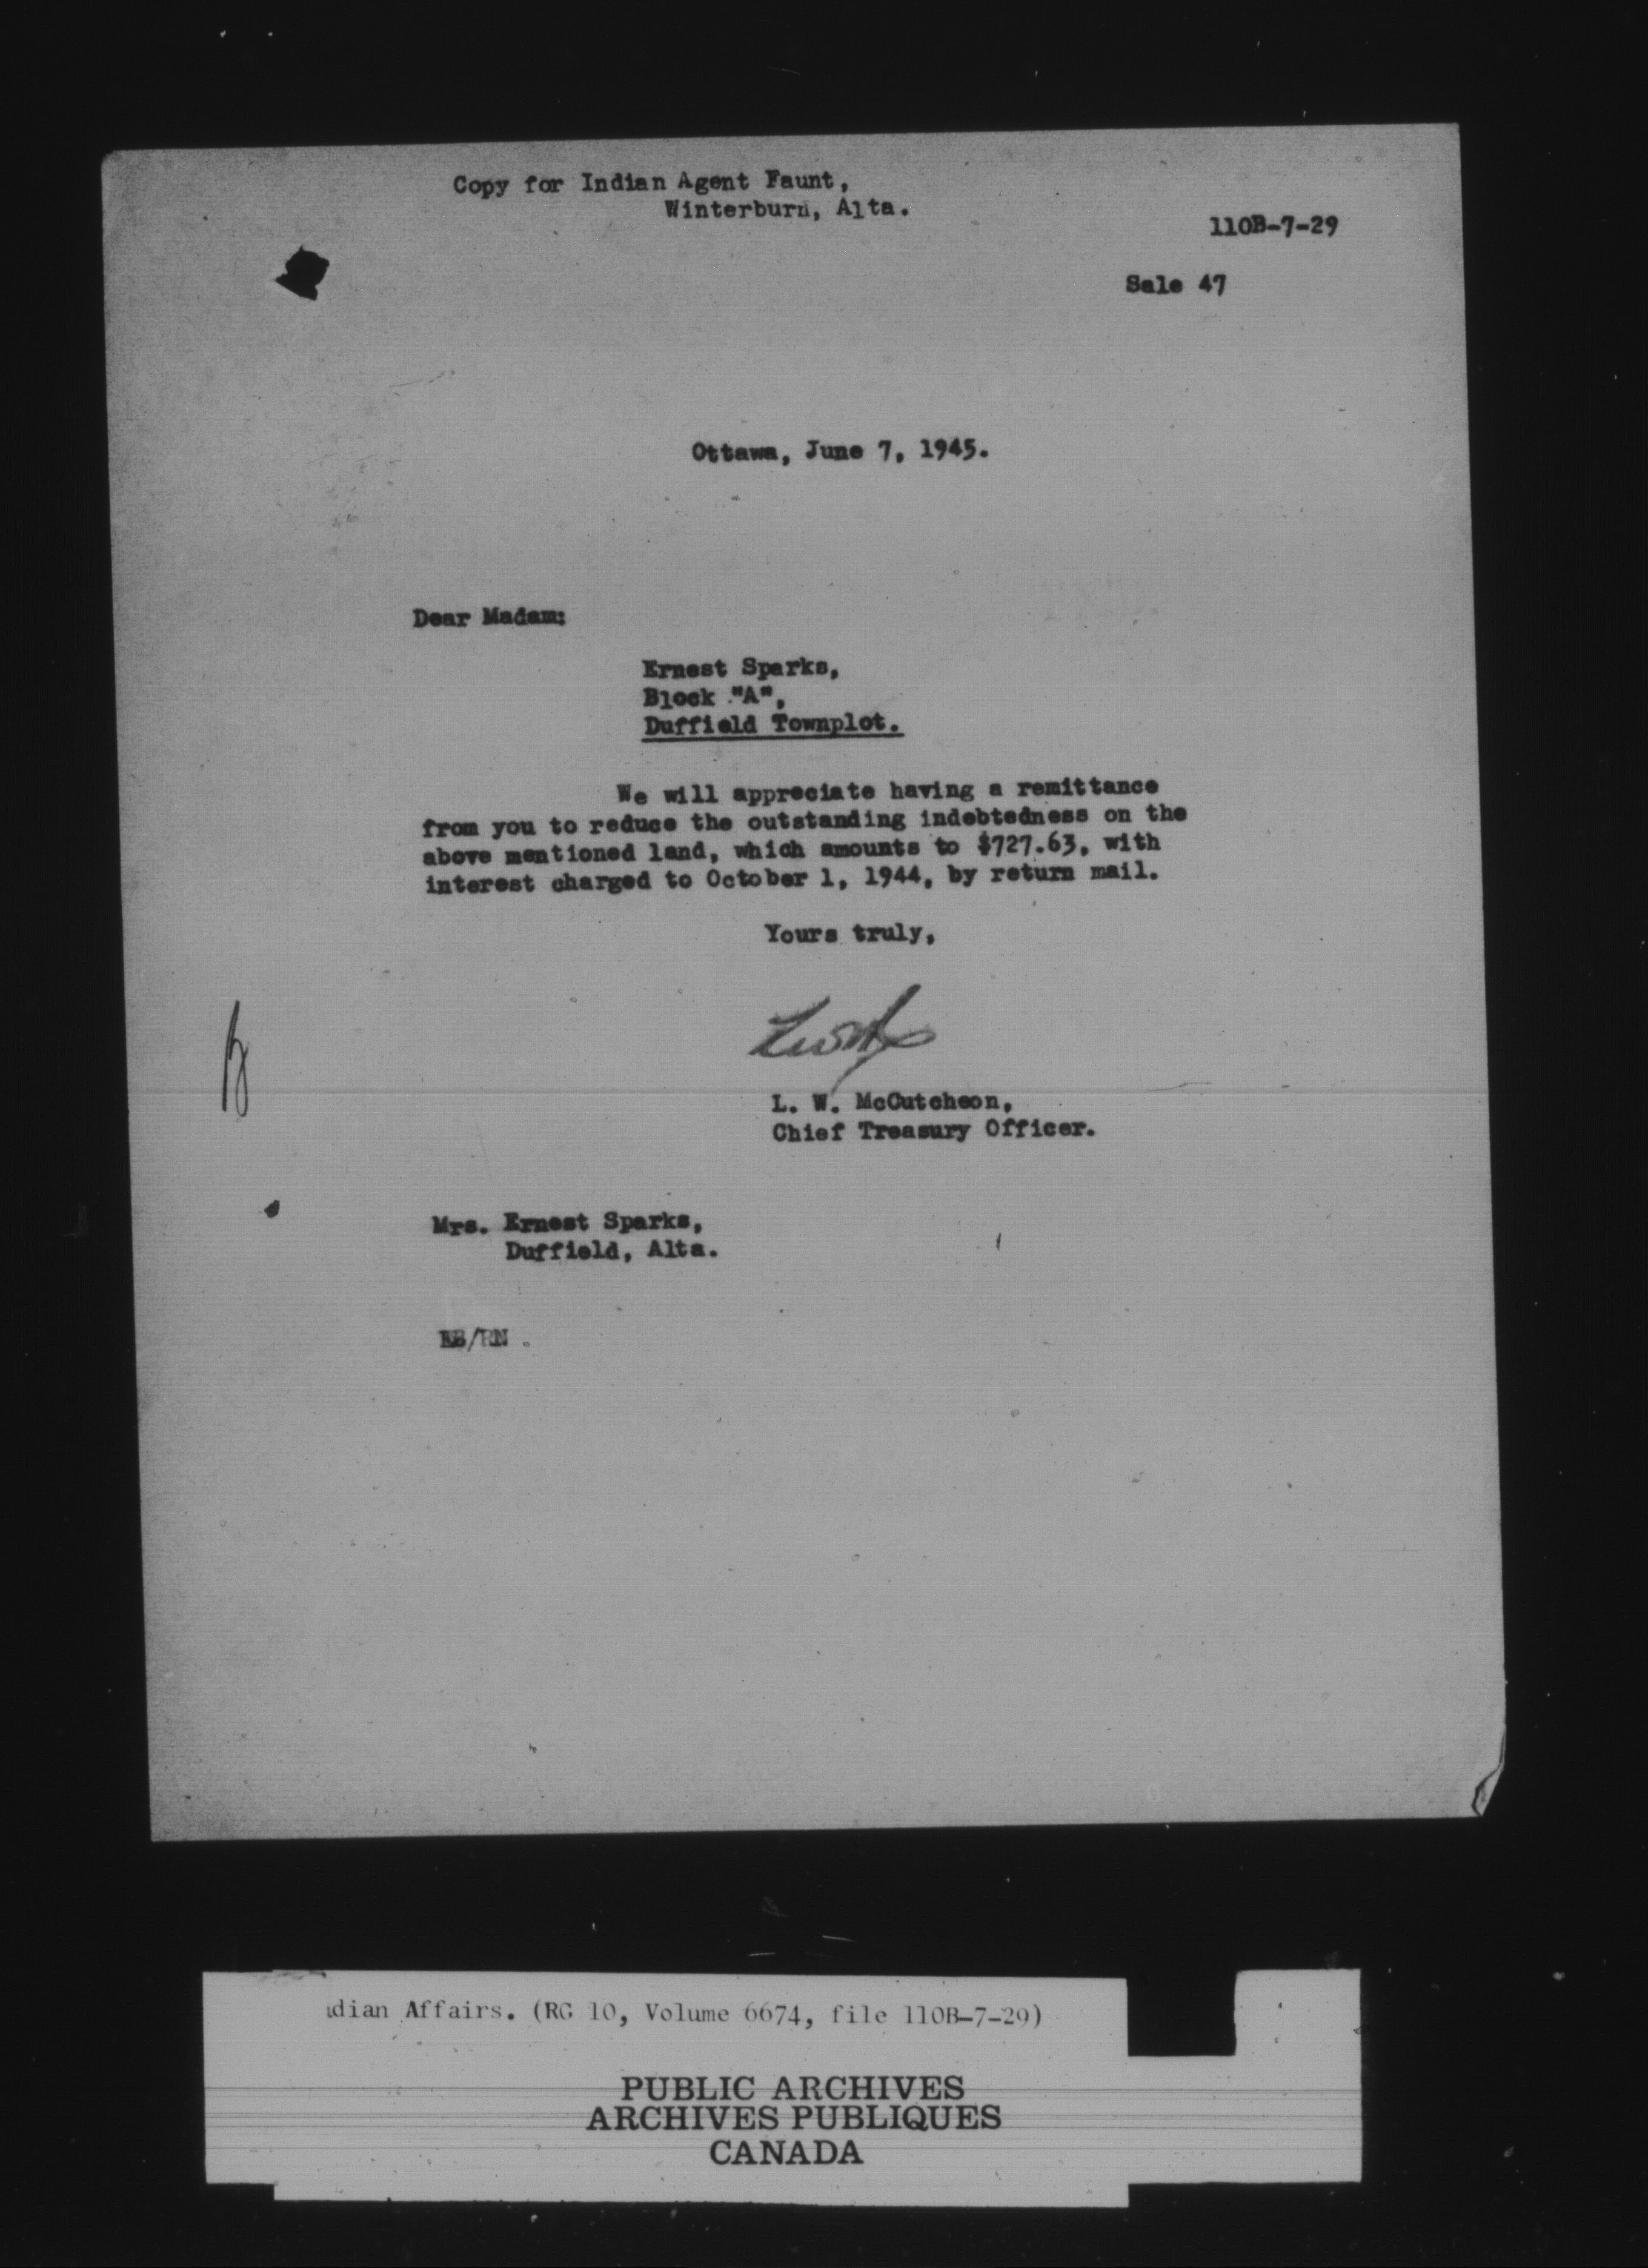 Copy for Indian Agent Faunt,
Winterburn, Alta.
110B-7-29
Sale 47
Ottawa, June 7, 1945.
Dear Madam:
Ernest Sparks,
Block "A",
Duffield Townplot.
We will appreciate having a remittance
from you to reduce the outstanding indebtedness on the
above mentioned land, which amounts to $727.63, with
interest charged to October 1, 1944, by return mail.
Yours truly,
L. W. McCutcheon,
Chief Treasury Officer.
Mrs. Ernest Sparks,
Duffield, Alta.
EB/RN
dian Affairs. (RG 10, Volume 6674, file 110B-7-29)
PUBLIC ARCHIVES
ARCHIVES PUBLIQUES
CANADA